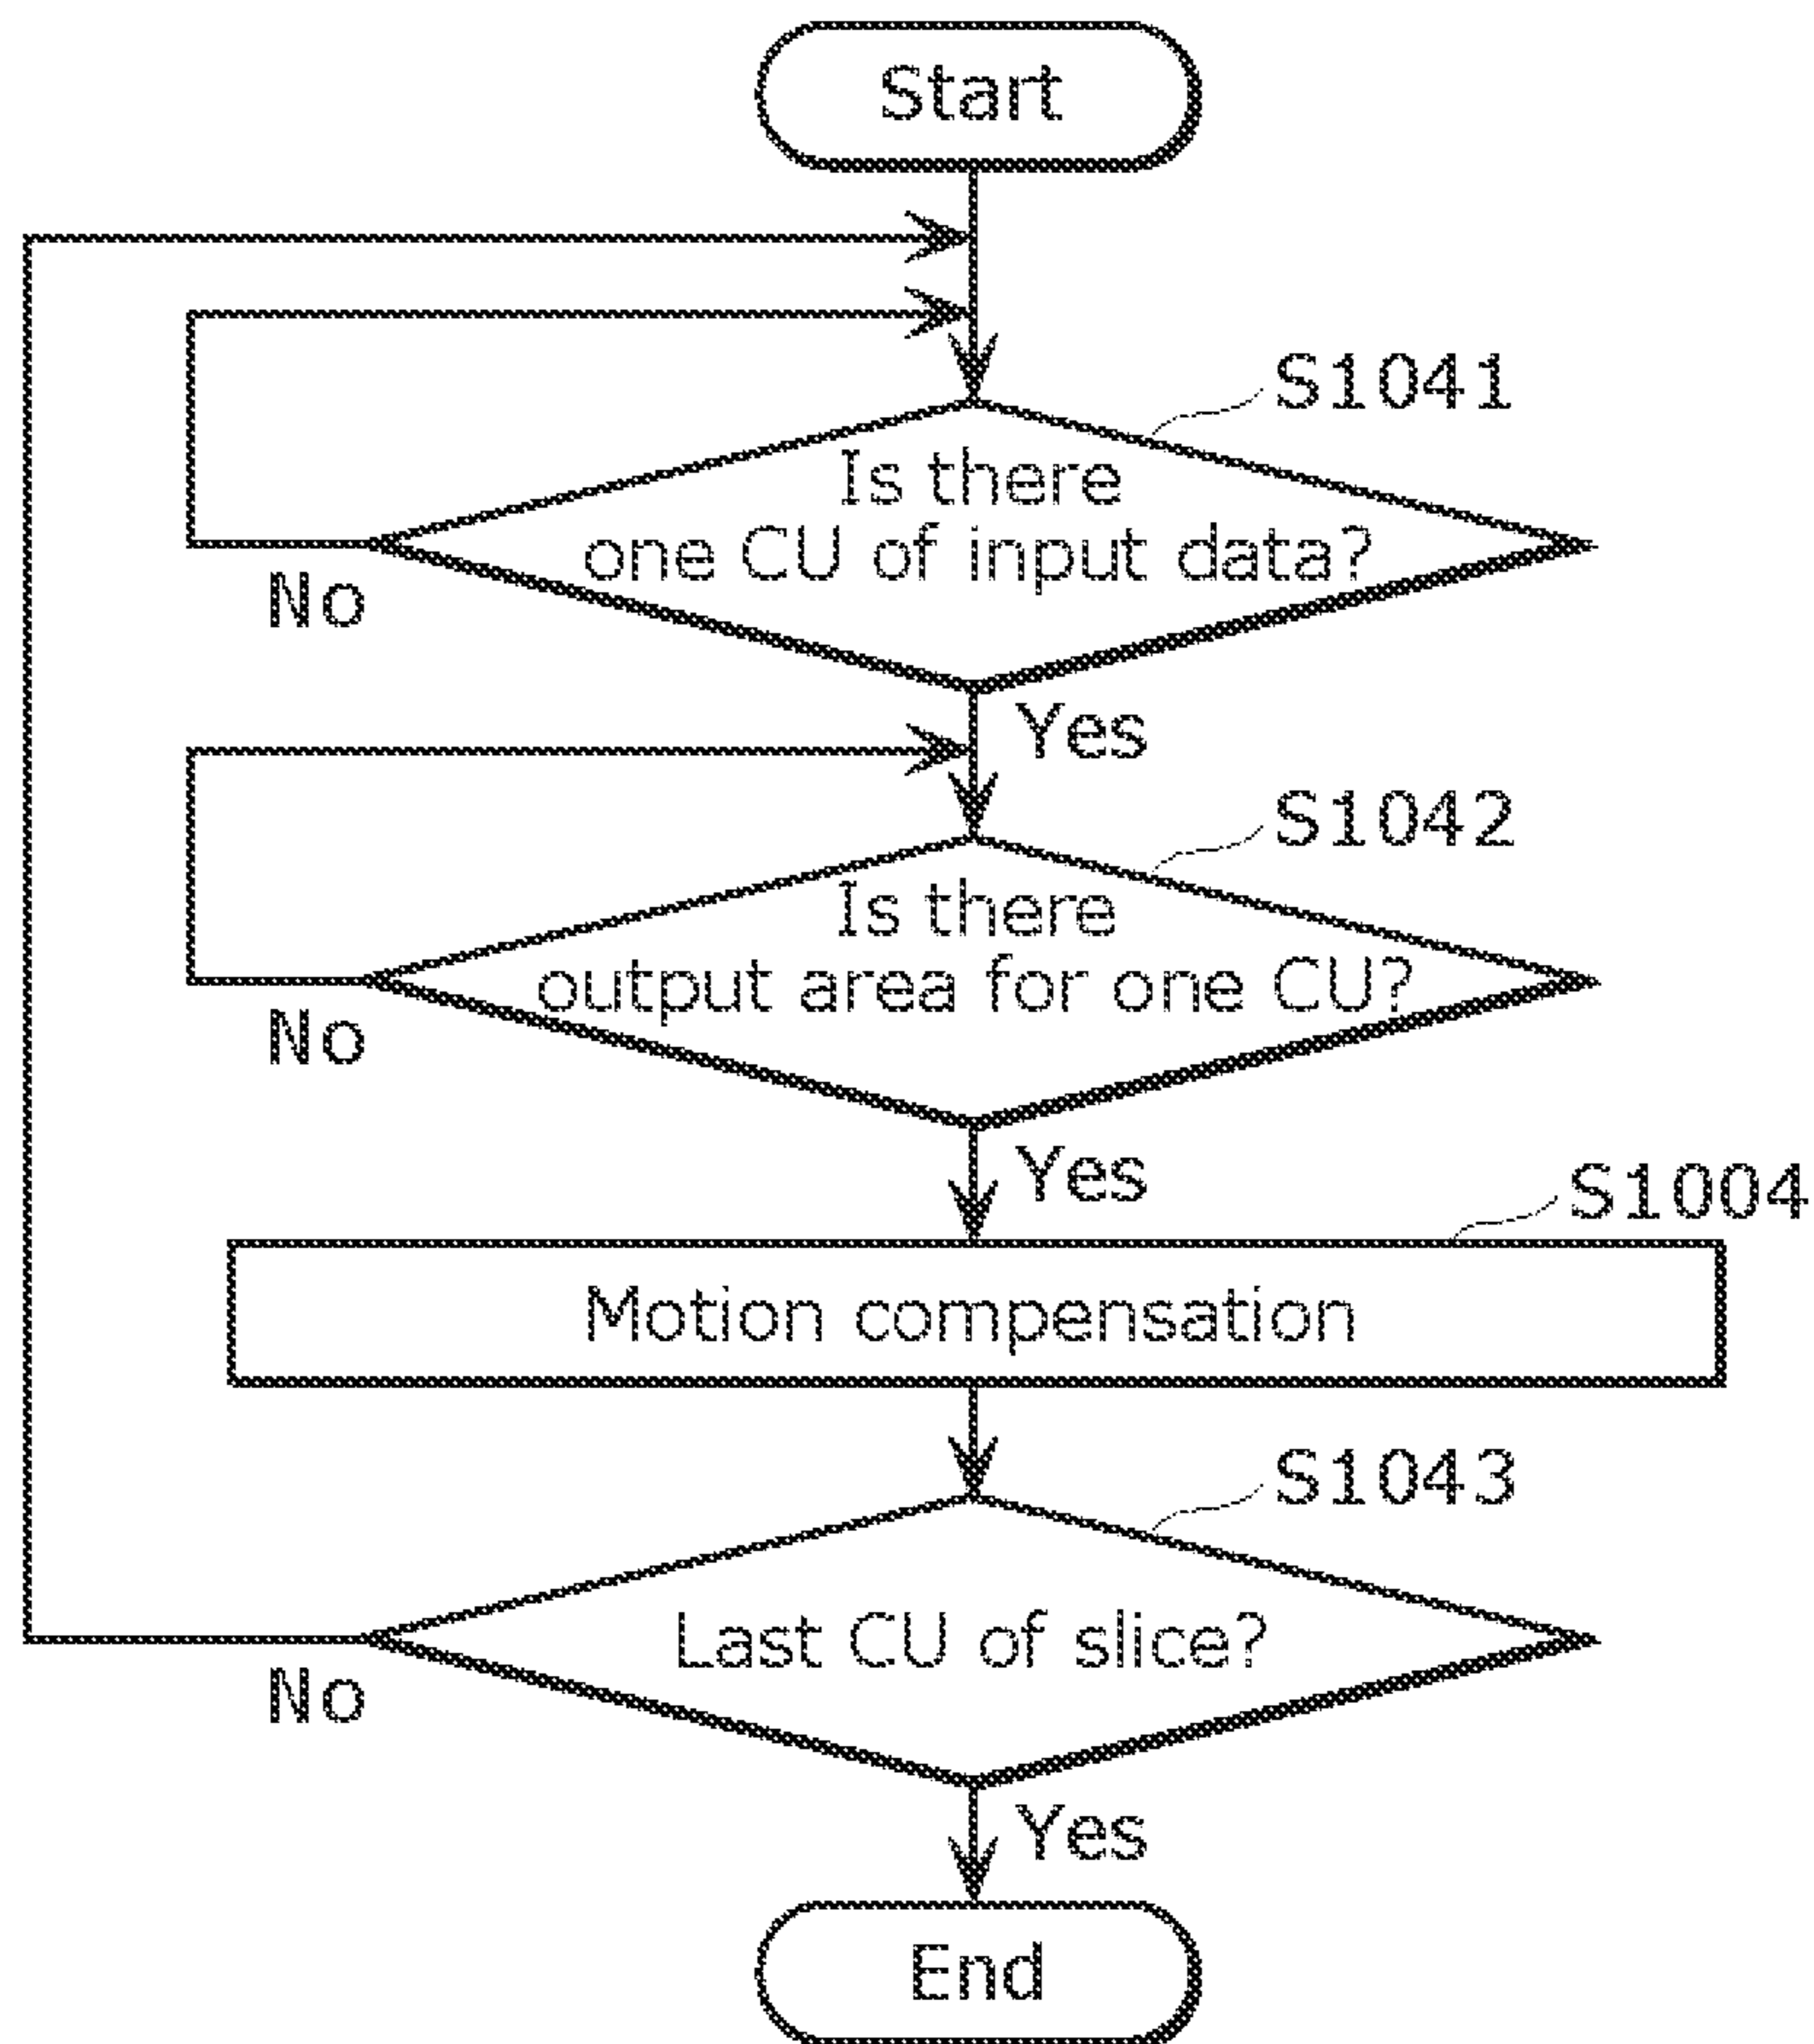 Start
S1041
Is there
one CU of input data?
No
Yes
S1042
Is there
output area for one CU?
No
Yes
S1004
Motion compensation
S1043
Last CU of slice?
No
Yes
End